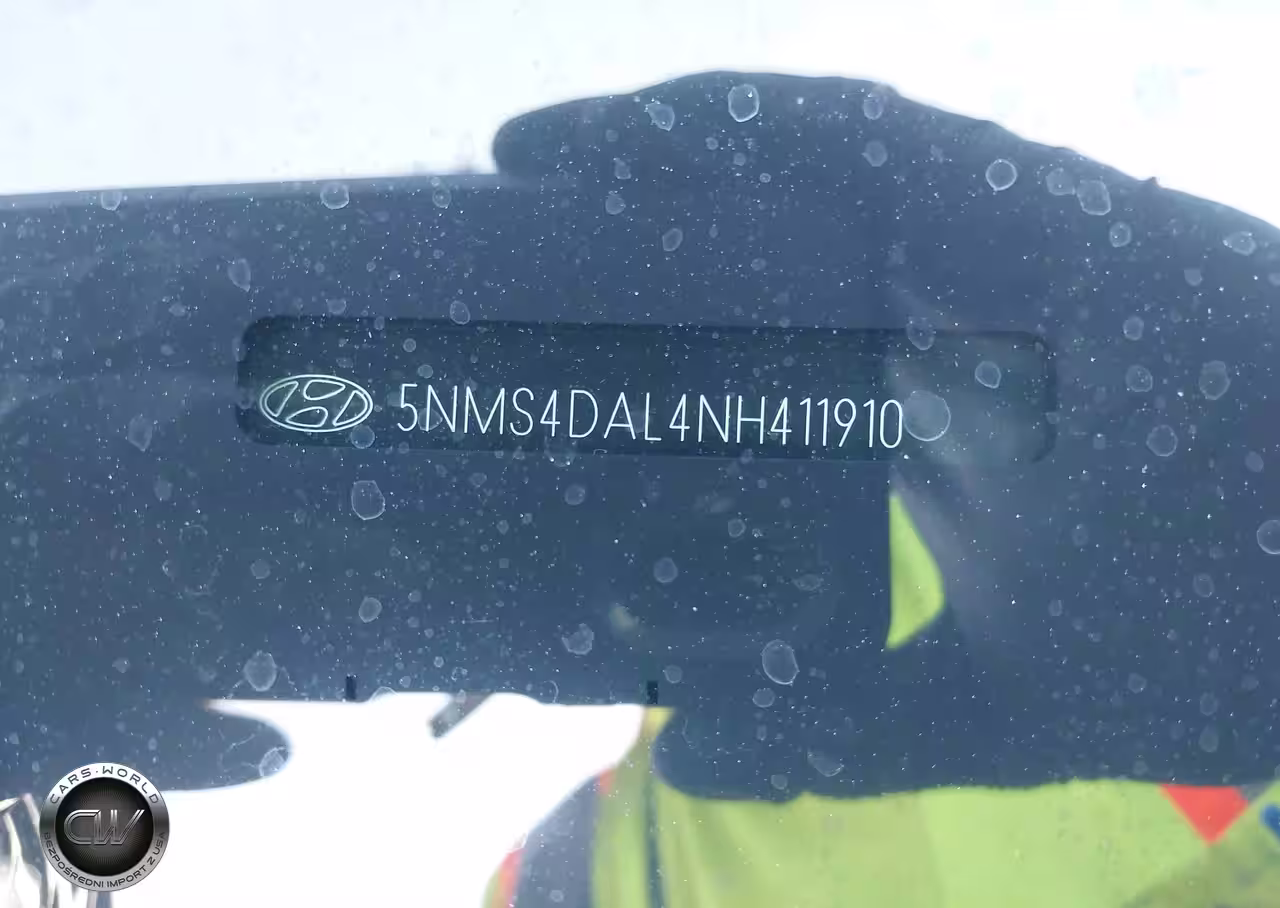 5NMS4DAL4NH411910
CARS·WORLD
CW
BEZPOŚREDNI IMPORT Z USA